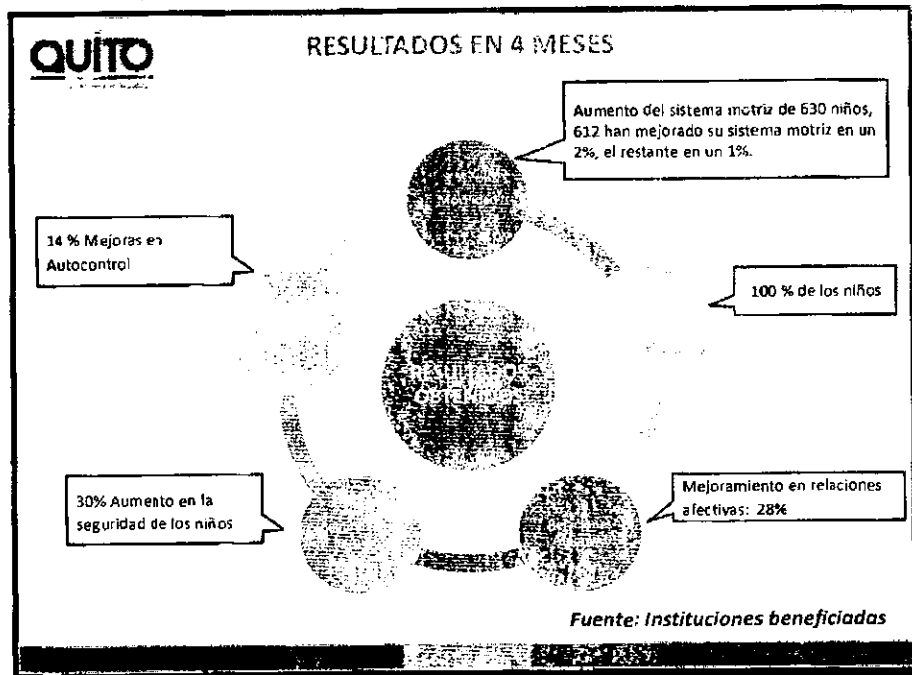 QUITO
RESULTADOS EN 4 MESES
Aumento del sistema motriz de 630 niños,
612 han mejorado su sistema motriz en un
2%, el restante en un 1%.
14 % Mejoras en
Autocontrol
100 % de los niños
RESULTADOS
OBTENIDOS
30% Aumento en la
seguridad de los niños
Mejoramiento en relaciones
afectivas: 28%
Fuente: Instituciones beneficiadas